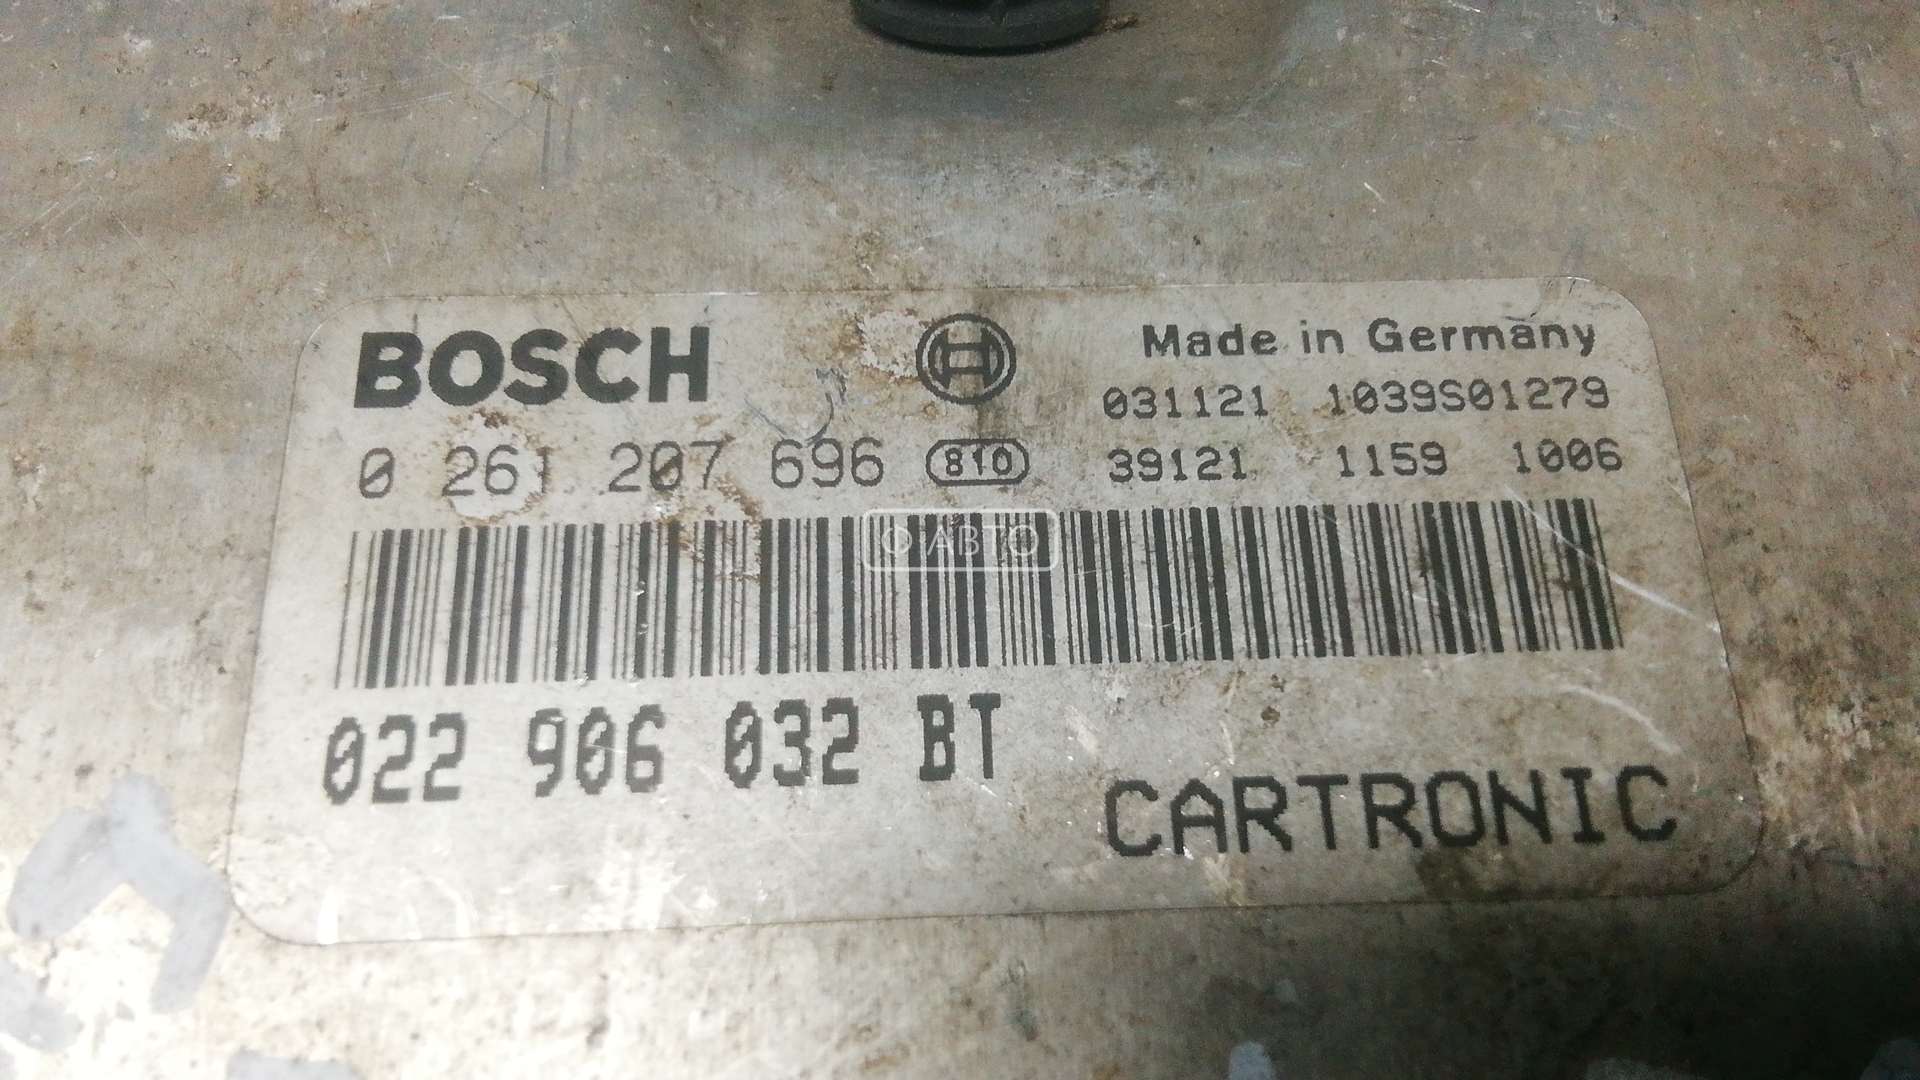 BOSCH
Made in Germany
031121 1039S01279
0 261 207 696 810 39121 1159 1006
АВТО
022 906 032 BT
CARTRONIC